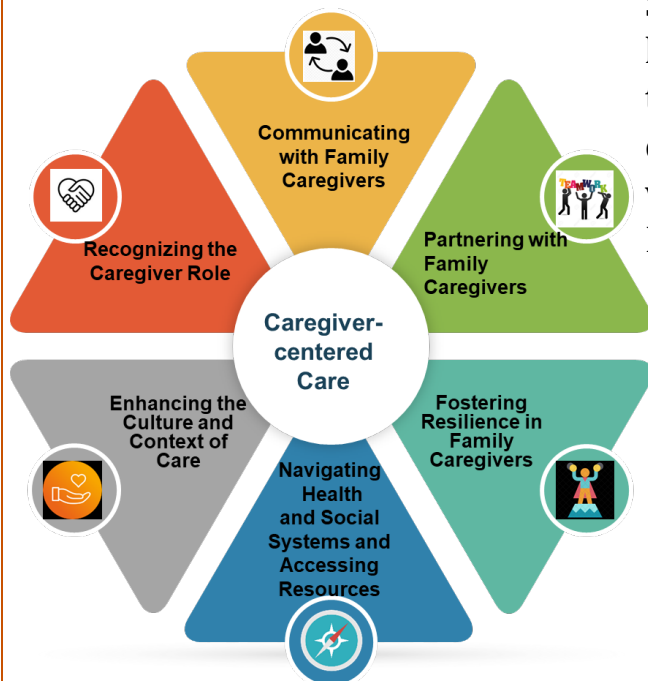 Communicating
with Family
Caregivers
TEAMWORK
Recognizing the
Caregiver Role
Partnering with
Family
Caregivers
Caregiver-
centered
Care
Enhancing the
Culture and
Context of
Care
Fostering
Resilience in
Family
Caregivers
Navigating
Health
and Social
Systems and
Accessing
Resources